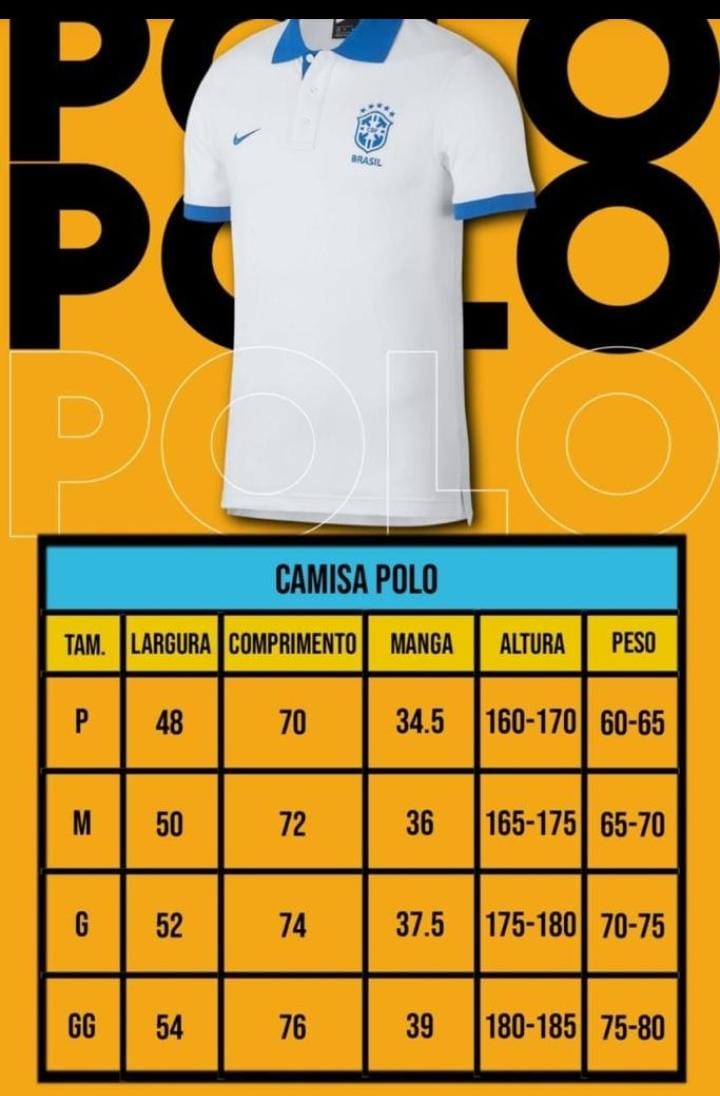 POLO
CBF
BRASIL
POLO
POLO
CAMISA POLO
TAM. LARGURA COMPRIMENTO MANGA ALTURA PESO
P 48 70 34.5 160-170 60-65
M 50 72 36 165-175 65-70
G 52 74 37.5 175-180 70-75
GG 54 76 39 180-185 75-80